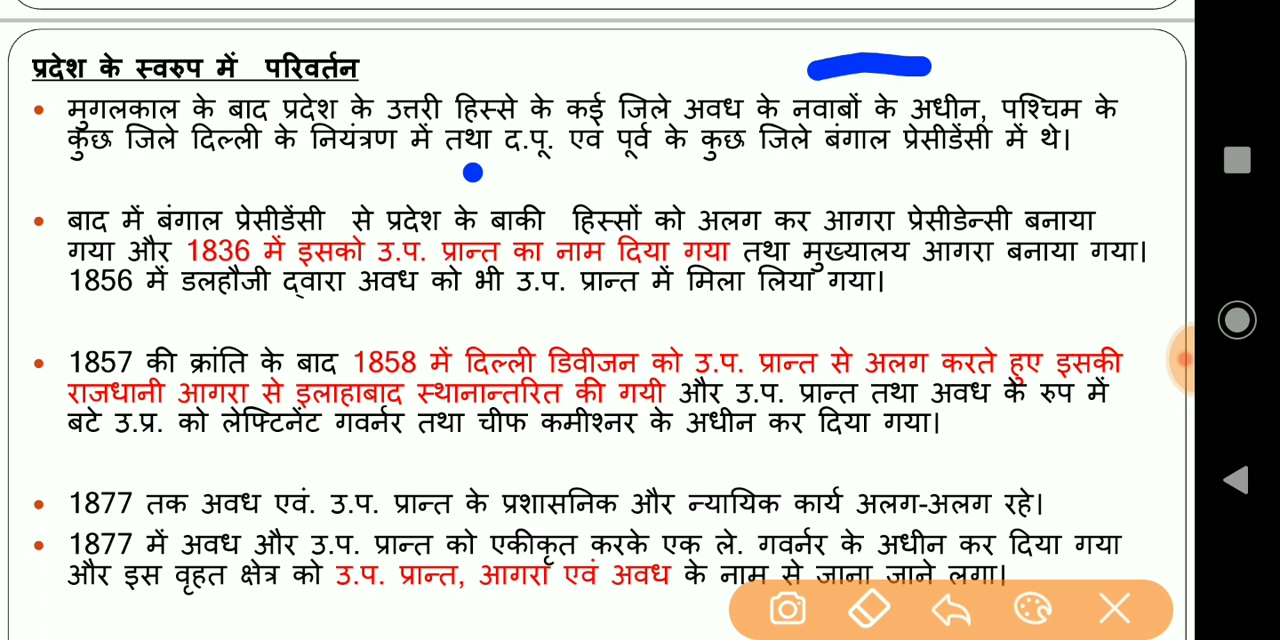 प्रदेश के स्वरुप में परिवर्तन
• मुगलकाल के बाद प्रदेश के उत्तरी हिस्से के कई जिले अवध के नवाबों के अधीन, पश्चिम के
कुछ जिले दिल्ली के नियंत्रण में तथा द.पू. एवं पूर्व के कुछ जिले बंगाल प्रेसीडेंसी में थे।
• बाद में बंगाल प्रेसीडेंसी से प्रदेश के बाकी हिस्सों को अलग कर आगरा प्रेसीडेन्सी बनाया
गया और 1836 में इसको उ.प. प्रान्त का नाम दिया गया तथा मुख्यालय आगरा बनाया गया।
1856 में डलहौजी द्वारा अवध को भी उ.प. प्रान्त में मिला लिया गया।
• 1857 की क्रांति के बाद 1858 में दिल्ली डिवीजन को उ.प. प्रान्त से अलग करते हुए इसकी
राजधानी आगरा से इलाहाबाद स्थानान्तरित की गयी और उ.प. प्रान्त तथा अवध के रुप में
बटे उ.प्र. को लेफ्टिनेंट गवर्नर तथा चीफ कमीश्नर के अधीन कर दिया गया।
• 1877 तक अवध एवं. उ.प. प्रान्त के प्रशासनिक और न्यायिक कार्य अलग-अलग रहे।
• 1877 में अवध और उ.प. प्रान्त को एकीकृत करके एक ले. गवर्नर के अधीन कर दिया गया
और इस वृहत क्षेत्र को उ.प. प्रान्त, आगरा एवं अवध के नाम से जाना जाने लगा।